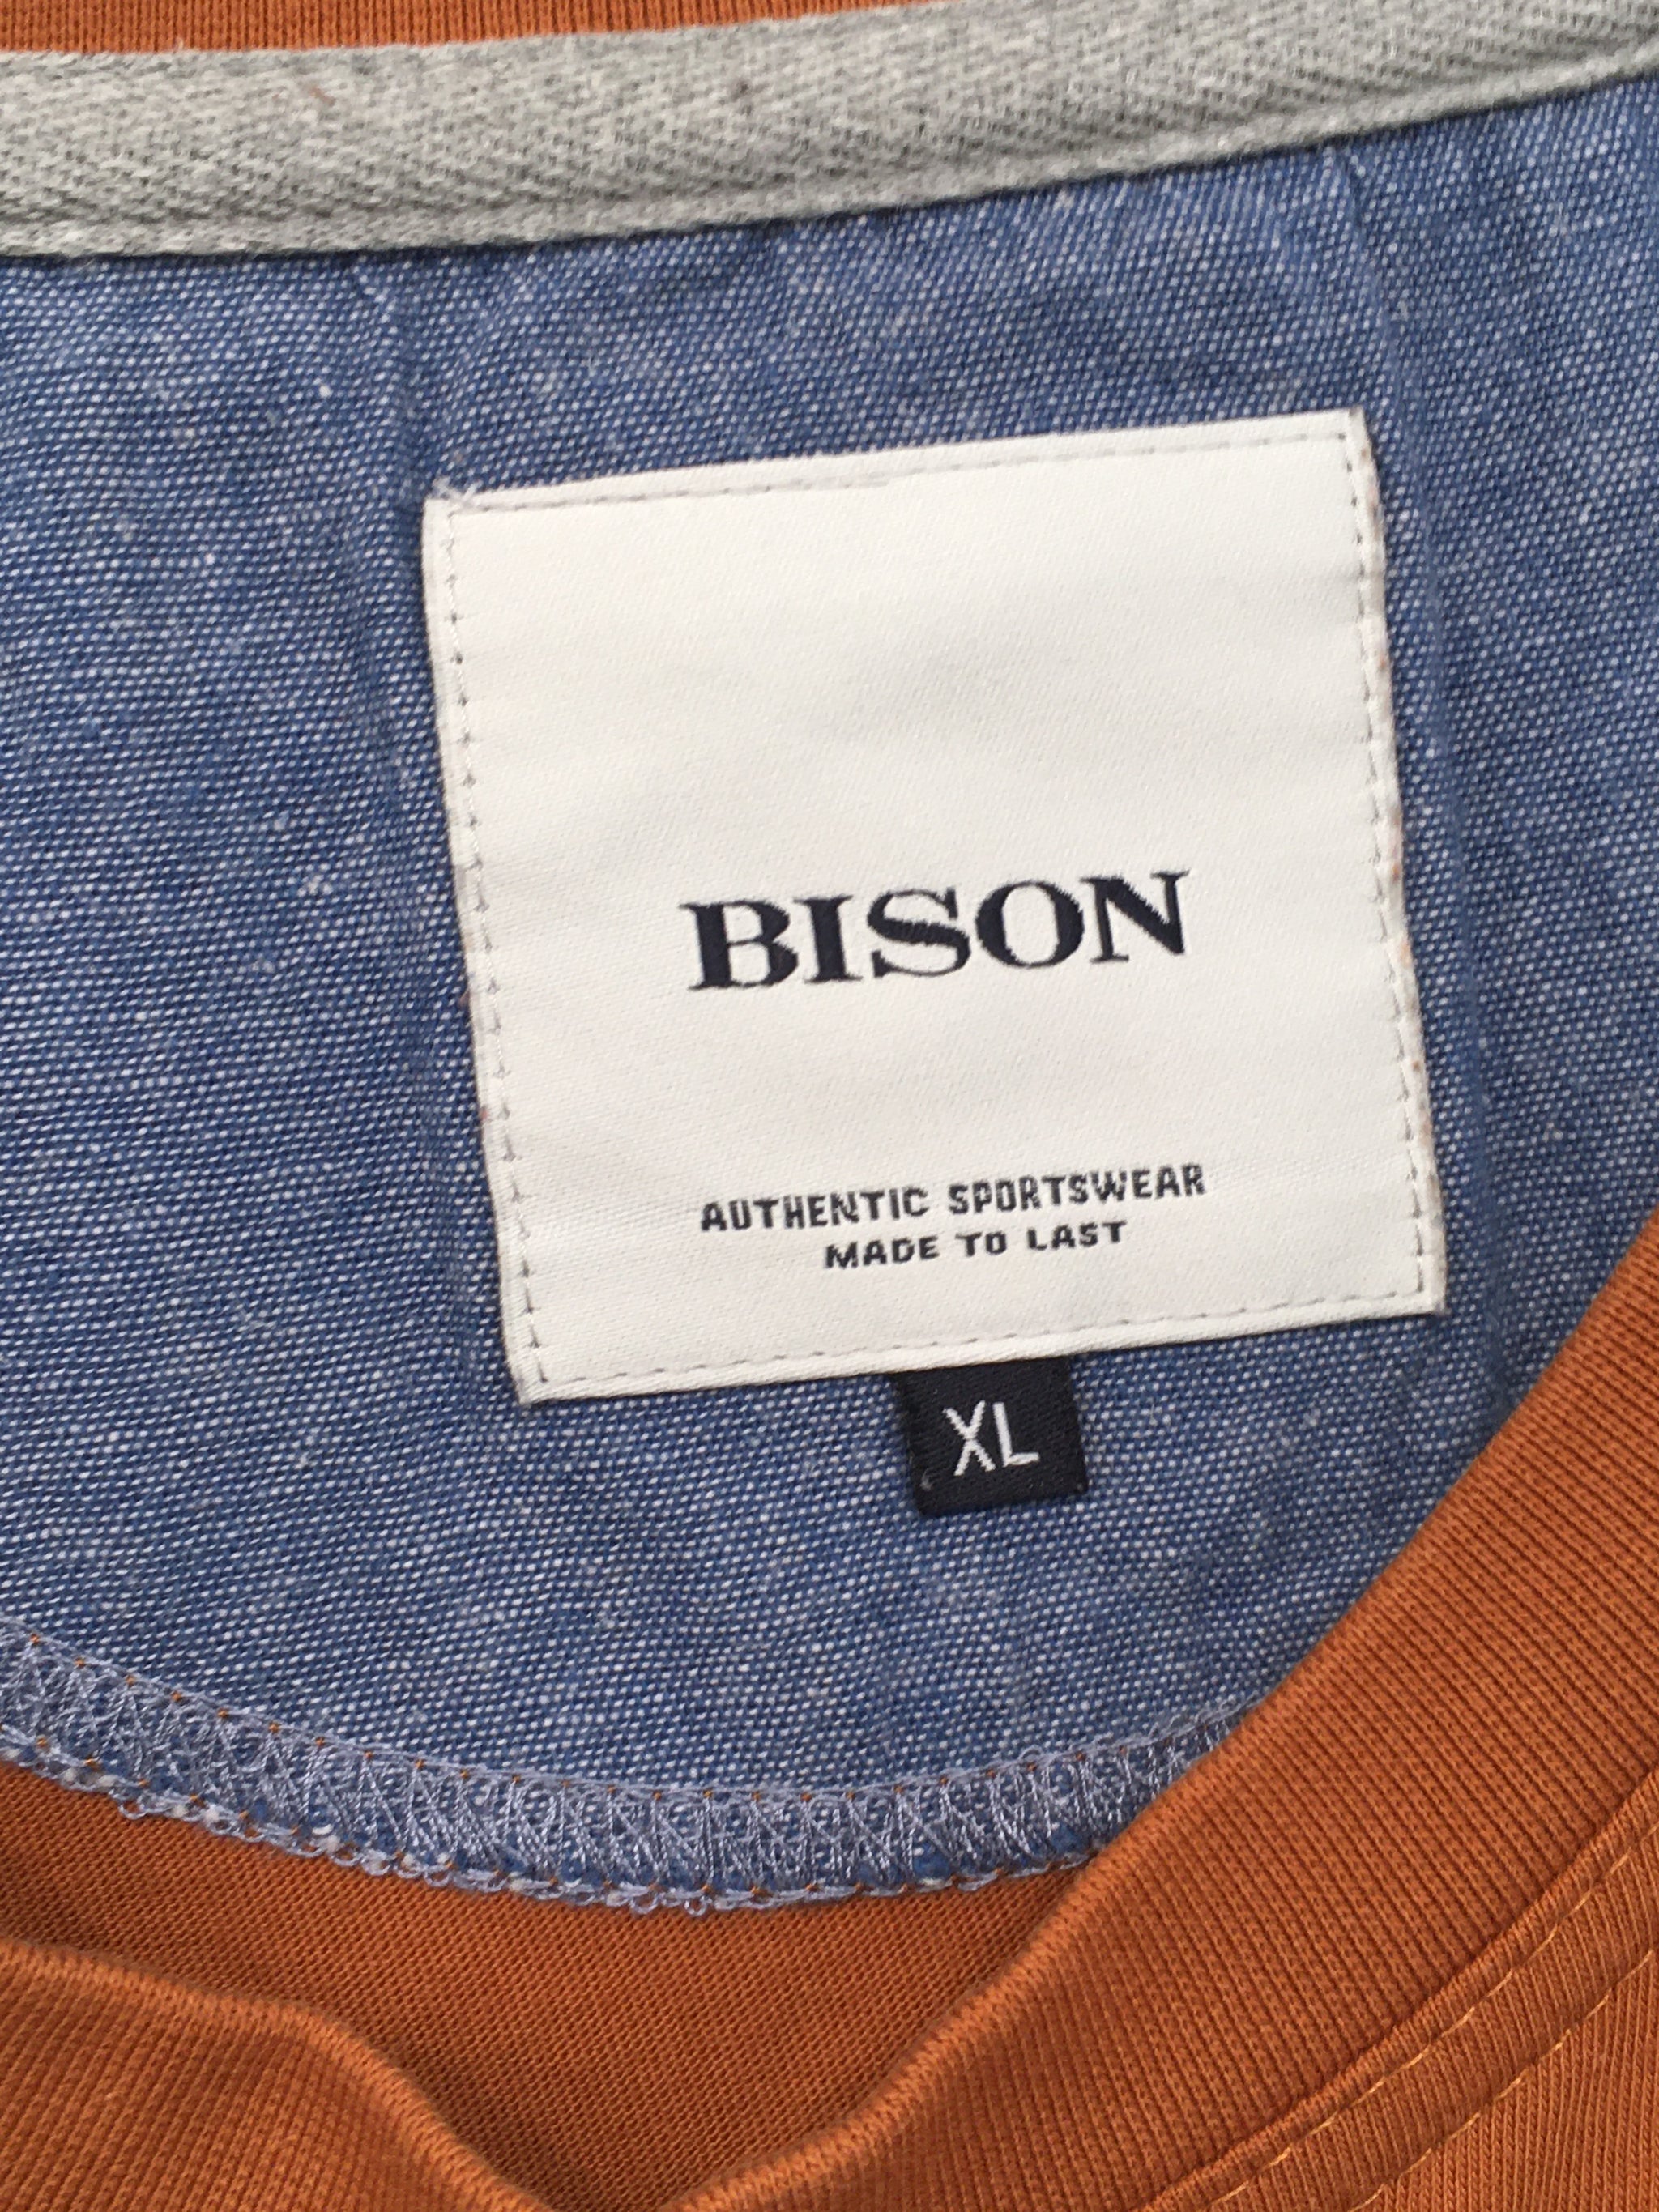 BISON
AUTHENTIC SPORTSWEAR
MADE TO LAST
XL